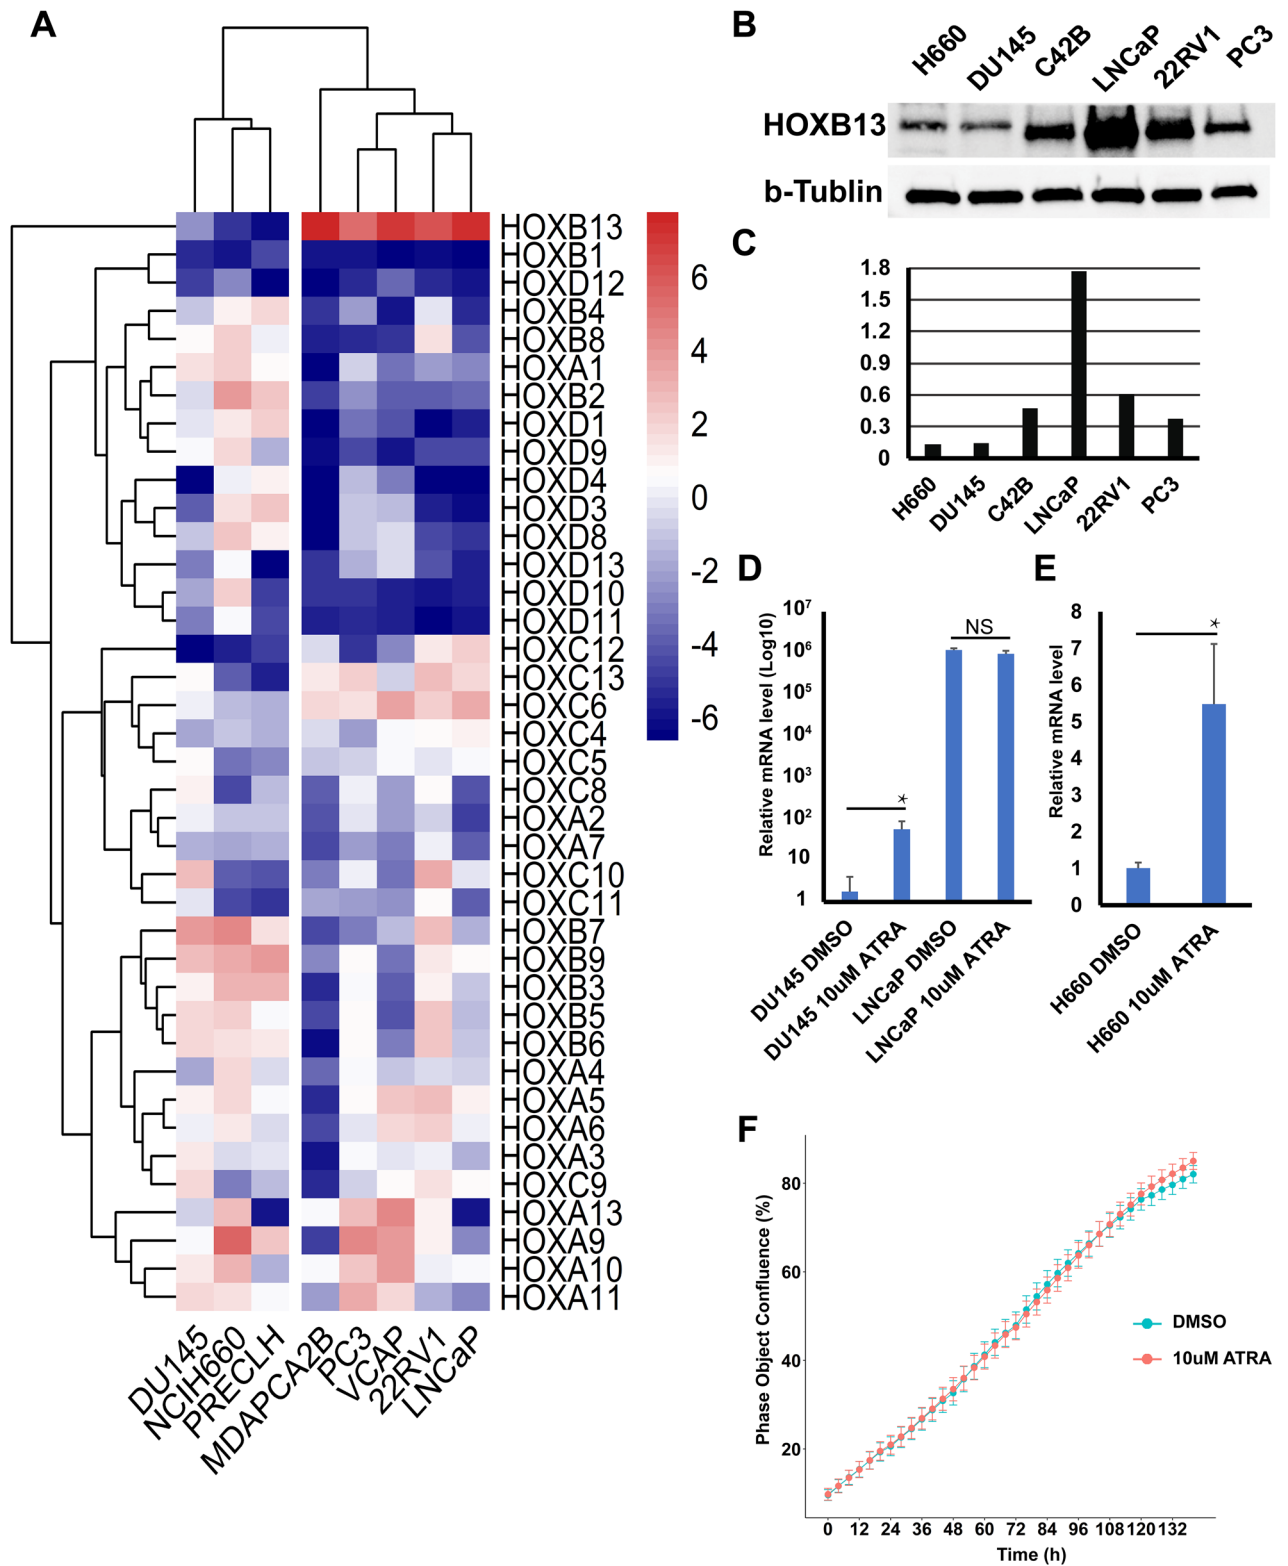 A
HOXB13
HOXB1
HOXD12
HOXB4
HOXB8
HOXA1
HOXB2
HOXD1
HOXD9
HOXD4
HOXD3
HOXD8
HOXD13
HOXD10
HOXD11
HOXC12
HOXC13
HOXC6
HOXC4
HOXC5
HOXC8
HOXA2
HOXA7
HOXC10
HOXC11
HOXB7
HOXB9
HOXB3
HOXB5
HOXB6
HOXA4
HOXA5
HOXA6
HOXA3
HOXC9
HOXA13
HOXA9
HOXA10
HOXA11
DU145
NCIH660
PRECLH
MDAPCA2B
PC3
VCAP
22RV1
LNCaP
6
4
2
0
-2
-4
-6
B
H660 DU145 C42B LNCaP 22RV1 PC3
HOXB13
b-Tublin
C
1.8
1.5
1.2
0.9
0.6
0.3
0
H660 DU145 C42B LNCaP 22RV1 PC3
D
Relative mRNA level (Log10)
10⁷
10⁶
10⁵
10⁴
10³
10²
10
1
*
NS
DU145 DMSO
DU145 10uM ATRA
LNCaP DMSO
LNCaP 10uM ATRA
E
Relative mRNA level
8
7
6
5
4
3
2
1
0
*
H660 DMSO
H660 10uM ATRA
F
Phase Object Confluence (%)
80
60
40
20
0 12 24 36 48 60 72 84 96 108 120 132
Time (h)
DMSO
10uM ATRA